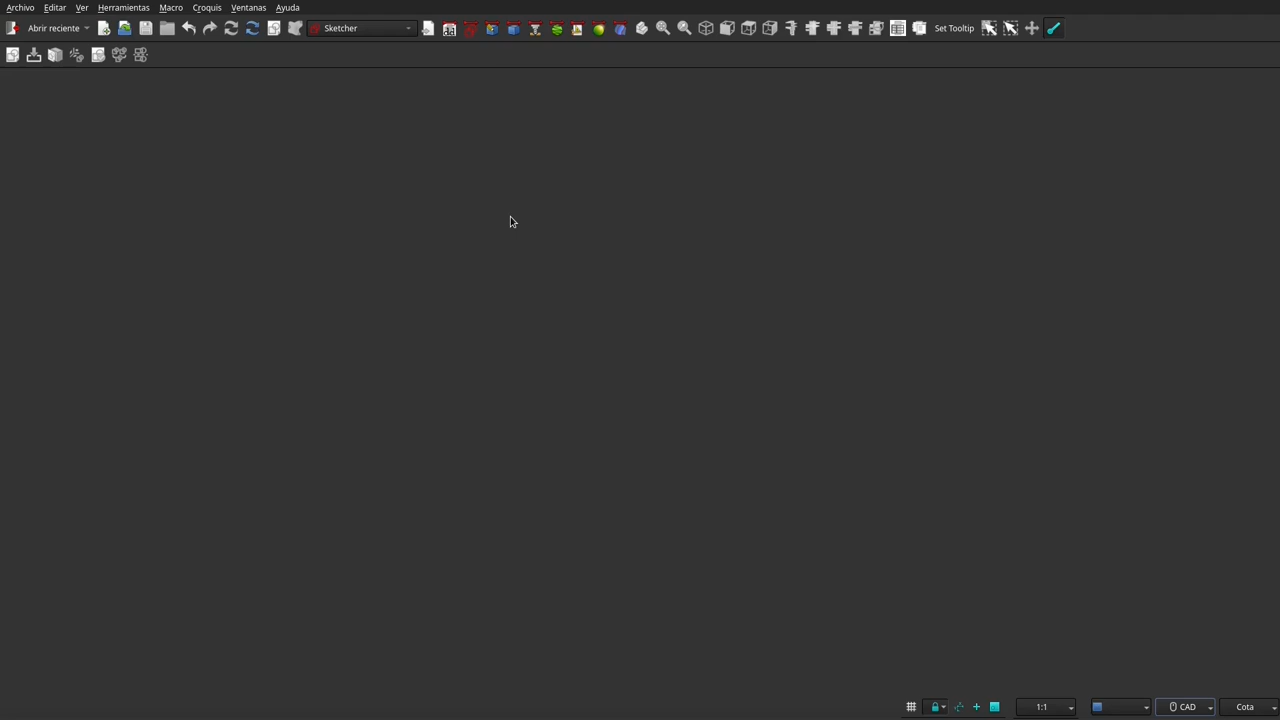 Archivo Editar Ver Herramientas Macro Croquis Ventanas Ayuda
Abrir reciente Sketcher Set Tooltip
1:1 CAD Cota